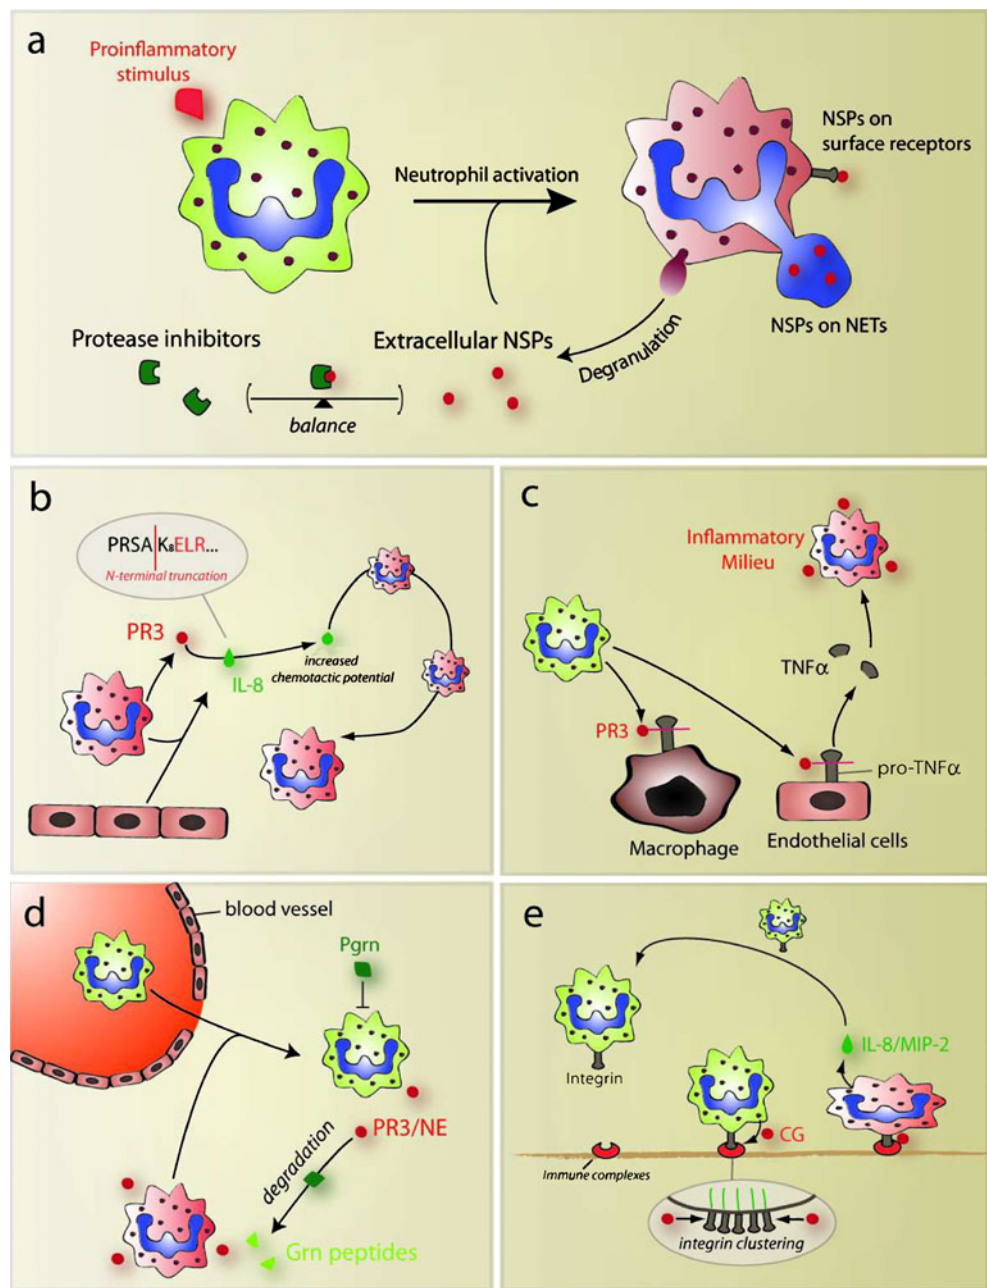 a
Proinflammatory
stimulus
Neutrophil activation
NSPs on
surface receptors
NSPs on NETs
Degranulation
Protease inhibitors
Extracellular NSPs
balance
b
PRSA K8ELR...
N-terminal truncation
PR3
IL-8
increased
chemotactic potential
c
Inflammatory
Milieu
TNFα
PR3
pro-TNFα
Macrophage
Endothelial cells
d
blood vessel
Pgrn
PR3/NE
degradation
Grn peptides
e
Integrin
IL-8/MIP-2
CG
Immune complexes
integrin clustering